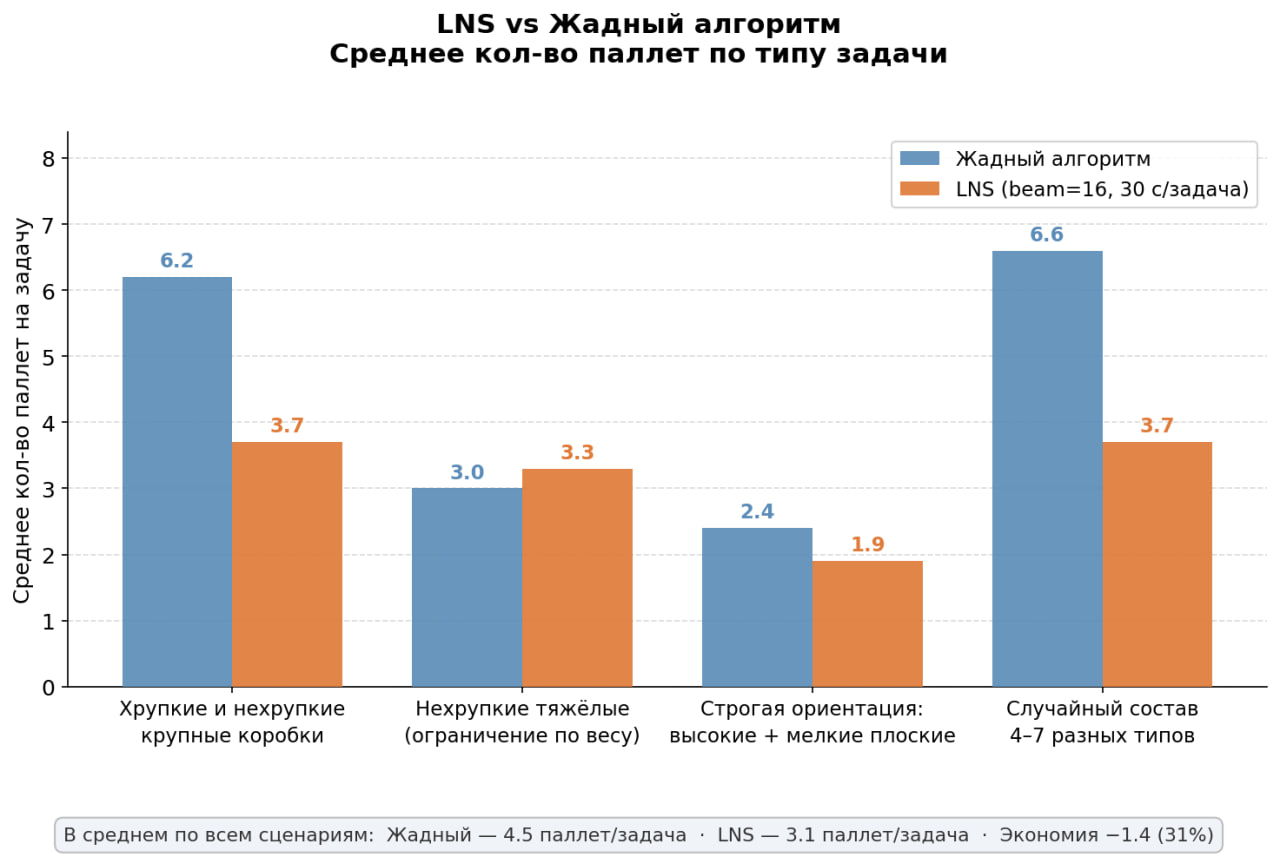 LNS vs Жадный алгоритм
Среднее кол-во паллет по типу задачи
Среднее кол-во паллет на задачу
8
7
6
5
4
3
2
1
0
Жадный алгоритм
LNS (beam=16, 30 с/задача)
6.2
3.7
3.0
3.3
2.4
1.9
6.6
3.7
Хрупкие и нехрупкие
крупные коробки
Нехрупкие тяжёлые
(ограничение по весу)
Строгая ориентация:
высокие + мелкие плоские
Случайный состав
4–7 разных типов
В среднем по всем сценариям: Жадный — 4.5 паллет/задача · LNS — 3.1 паллет/задача · Экономия −1.4 (31%)